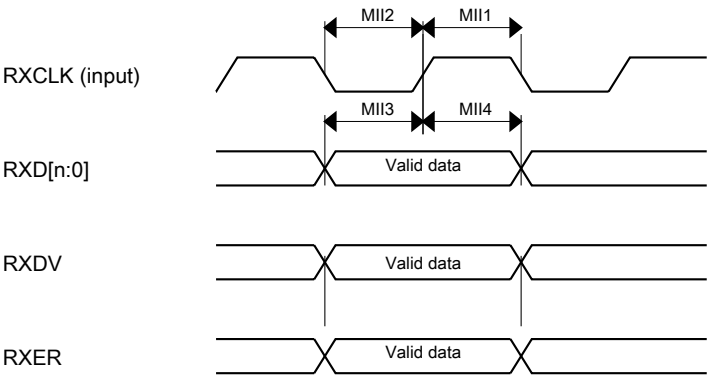 MII2 MII1
RXCLK (input)
MII3 MII4
RXD[n:0] Valid data
RXDV Valid data
RXER Valid data